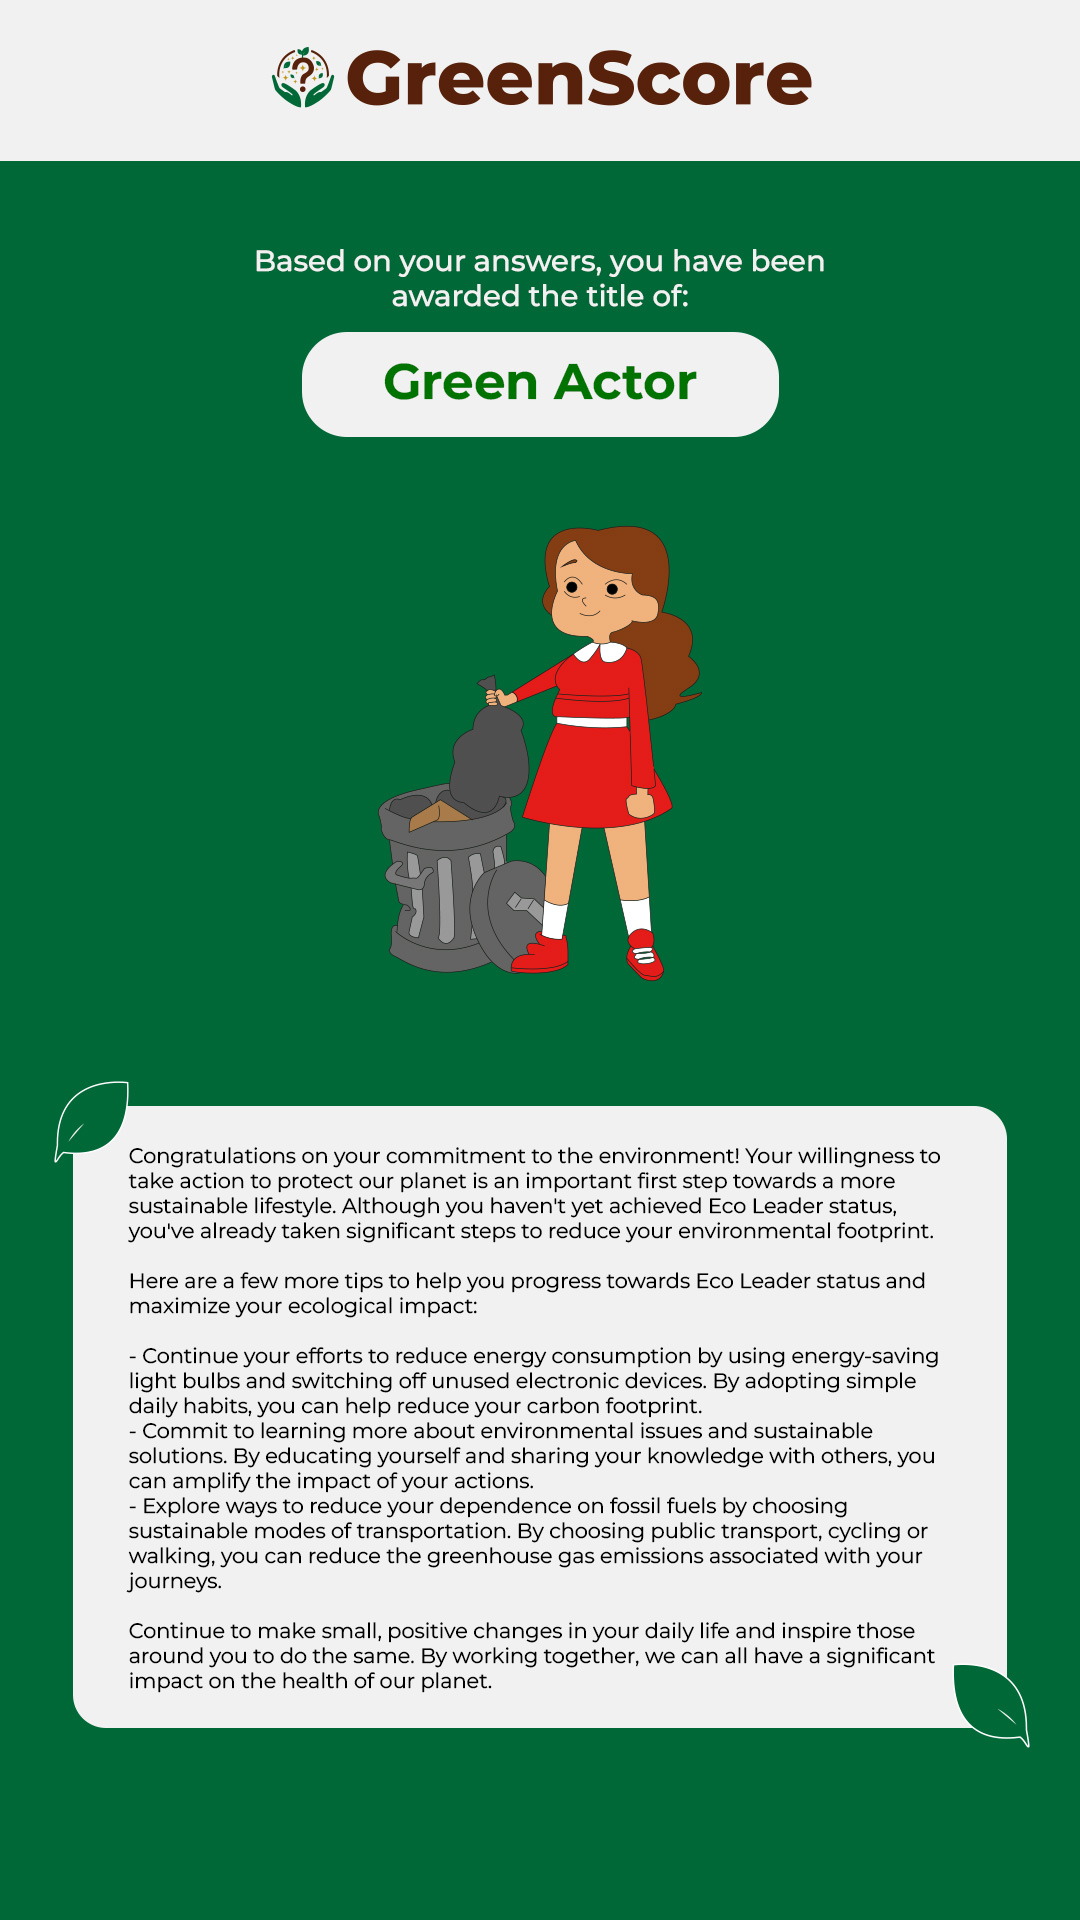 GreenScore
Based on your answers, you have been
awarded the title of:
Green Actor
Congratulations on your commitment to the environment! Your willingness to
take action to protect our planet is an important first step towards a more
sustainable lifestyle. Although you haven't yet achieved Eco Leader status,
you've already taken significant steps to reduce your environmental footprint.
Here are a few more tips to help you progress towards Eco Leader status and
maximize your ecological impact:
- Continue your efforts to reduce energy consumption by using energy-saving
light bulbs and switching off unused electronic devices. By adopting simple
daily habits, you can help reduce your carbon footprint.
- Commit to learning more about environmental issues and sustainable
solutions. By educating yourself and sharing your knowledge with others, you
can amplify the impact of your actions.
- Explore ways to reduce your dependence on fossil fuels by choosing
sustainable modes of transportation. By choosing public transport, cycling or
walking, you can reduce the greenhouse gas emissions associated with your
journeys.
Continue to make small, positive changes in your daily life and inspire those
around you to do the same. By working together, we can all have a significant
impact on the health of our planet.